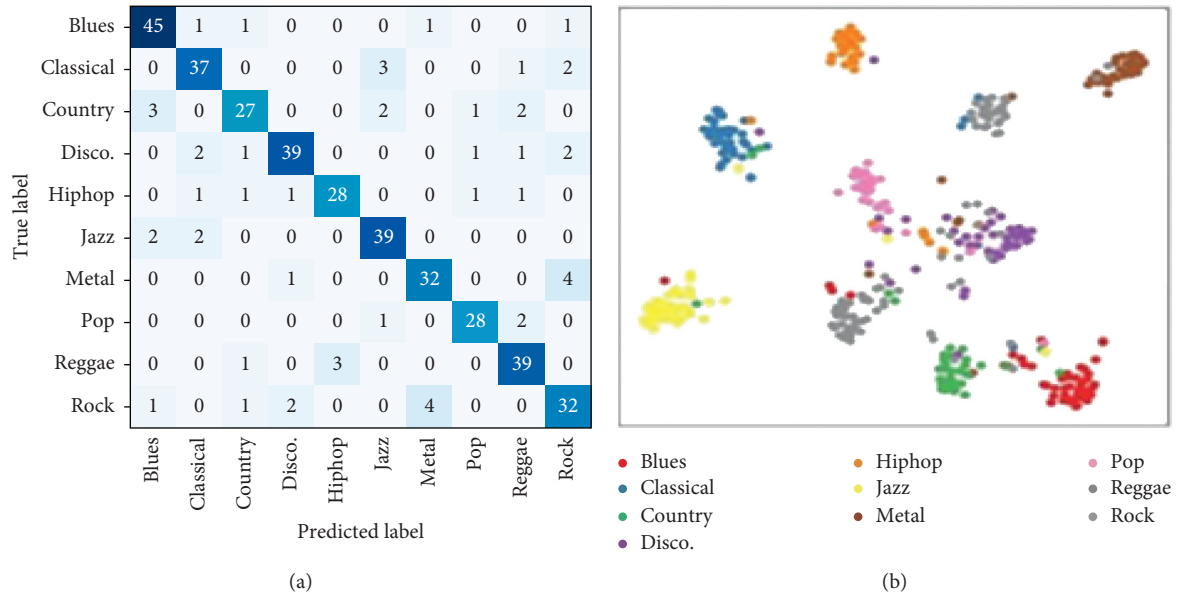 Blues 45 1 1 0 0 0 1 0 0 1
Classical 0 37 0 0 0 3 0 0 1 2
Country 3 0 27 0 0 2 0 1 2 0
Disco. 0 2 1 39 0 0 0 1 1 2
Hiphop 0 1 1 1 28 0 0 1 1 0
Jazz 2 2 0 0 0 39 0 0 0 0
Metal 0 0 0 1 0 0 32 0 0 4
Pop 0 0 0 0 0 1 0 28 2 0
Reggae 0 0 1 0 3 0 0 0 39 0
Rock 1 0 1 2 0 0 4 0 0 32
True label
Blues Classical Country Disco. Hiphop Jazz Metal Pop Reggae Rock
Predicted label
(a)
Blues Hiphop Pop
Classical Jazz Reggae
Country Metal Rock
Disco.
(b)